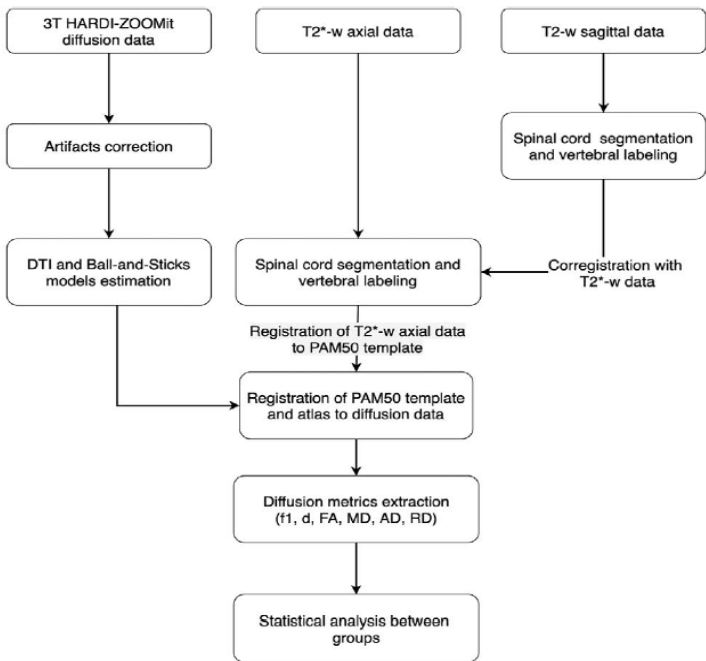 3T HARDI-ZOOMit
diffusion data
T2*-w axial data
T2-w sagittal data
Artifacts correction
Spinal cord segmentation
and vertebral labeling
DTI and Ball-and-Sticks
models estimation
Spinal cord segmentation and
vertebral labeling
Corregistration with
T2*-w data
Registration of T2*-w axial data
to PAM50 template
Registration of PAM50 template
and atlas to diffusion data
Diffusion metrics extraction
(f1, d, FA, MD, AD, RD)
Statistical analysis between
groups